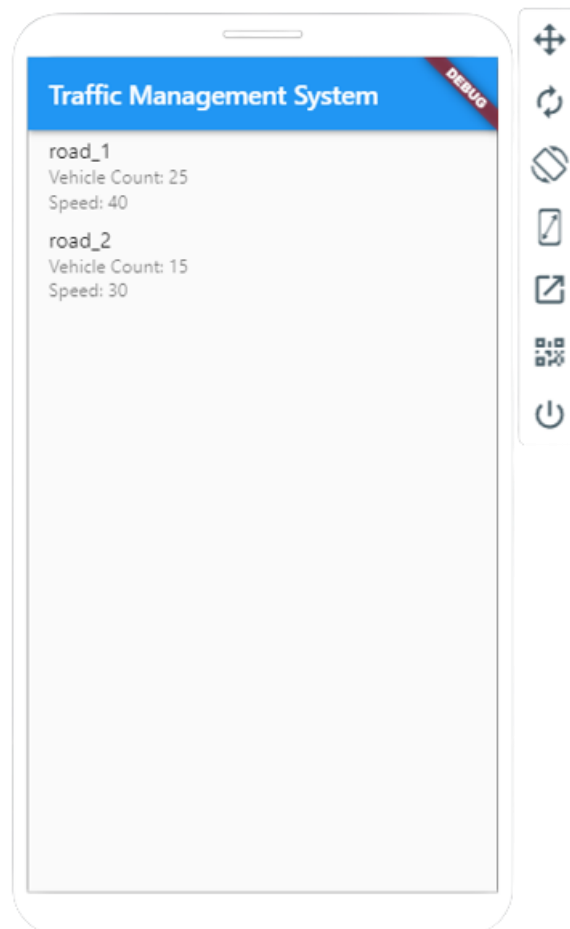 DEBUG
Traffic Management System
road_1
Vehicle Count: 25
Speed: 40
road_2
Vehicle Count: 15
Speed: 30